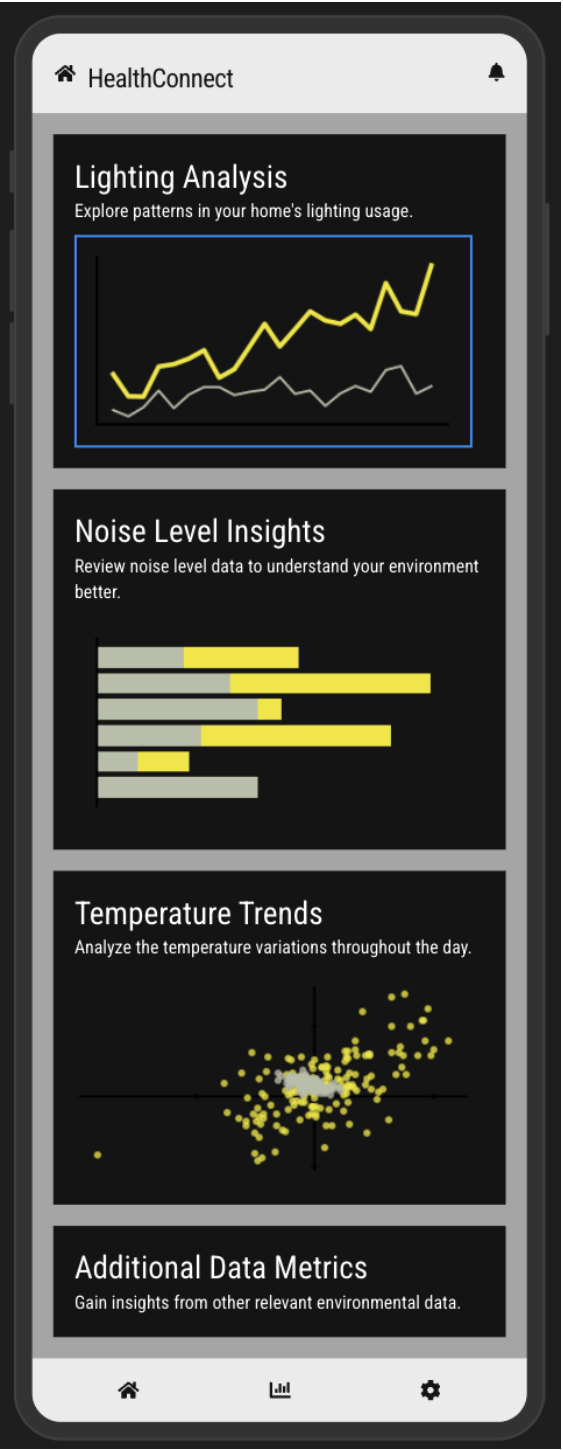 HealthConnect
Lighting Analysis
Explore patterns in your home's lighting usage.
Noise Level Insights
Review noise level data to understand your environment
better.
Temperature Trends
Analyze the temperature variations throughout the day.
Additional Data Metrics
Gain insights from other relevant environmental data.